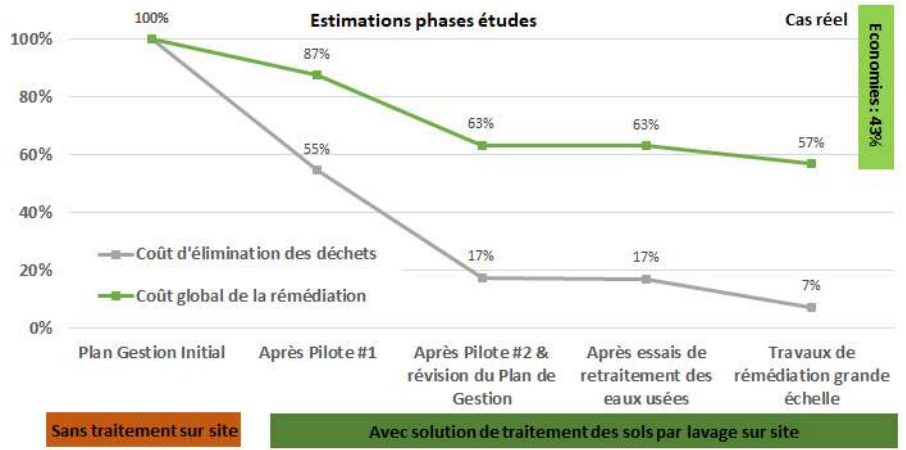 Estimations phases études
Cas réel
Economies : 43%
100%
80%
60%
40%
20%
0%
100%
87%
63%
63%
57%
55%
17%
17%
7%
Coût d'élimination des déchets
Coût global de la rémédiation
Plan Gestion Initial
Après Pilote #1
Après Pilote #2 &
révision du Plan de
Gestion
Après essais de
retraitement des
eaux usées
Travaux de
rémédiation grande
échelle
Sans traitement sur site
Avec solution de traitement des sols par lavage sur site